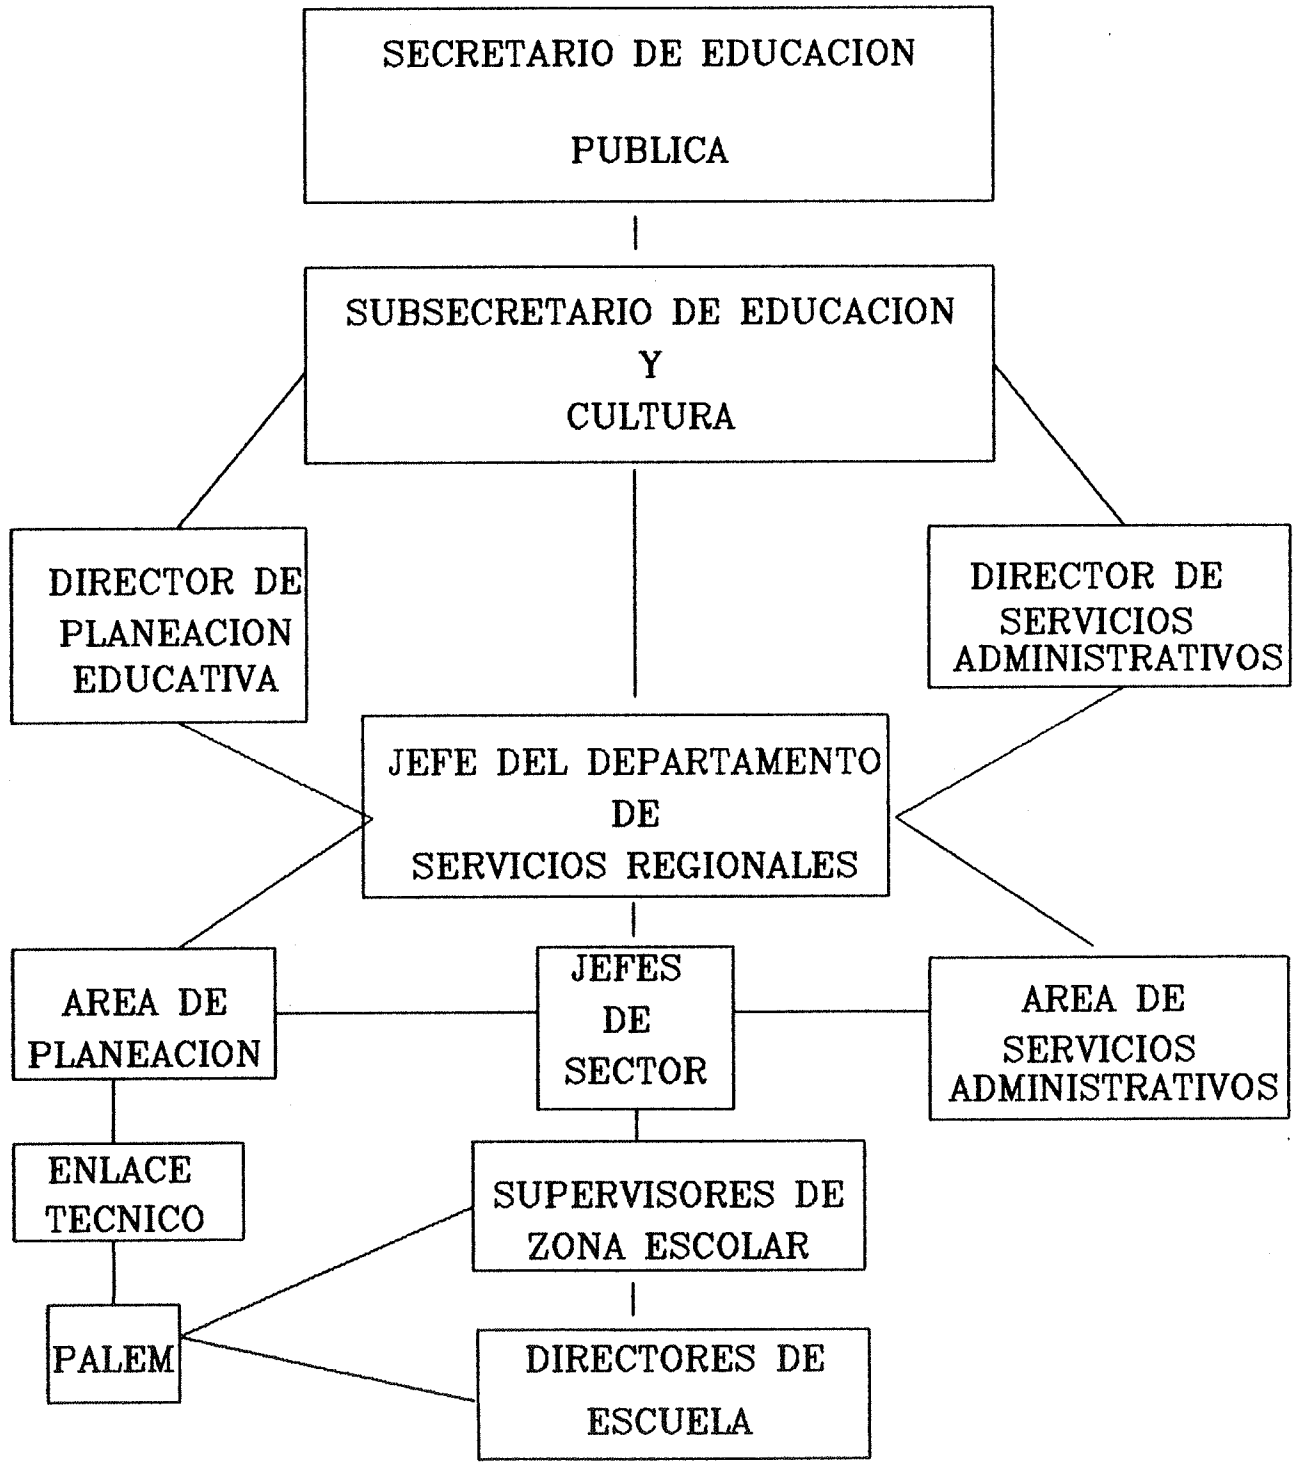 SECRETARIO DE EDUCACION
PUBLICA
SUBSECRETARIO DE EDUCACION
Y
CULTURA
DIRECTOR DE
PLANEACION
EDUCATIVA
DIRECTOR DE
SERVICIOS
ADMINISTRATIVOS
JEFE DEL DEPARTAMENTO
DE
SERVICIOS REGIONALES
AREA DE
PLANEACION
JEFES
DE
SECTOR
AREA DE
SERVICIOS
ADMINISTRATIVOS
ENLACE
TECNICO
SUPERVISORES DE
ZONA ESCOLAR
PALEM
DIRECTORES DE
ESCUELA